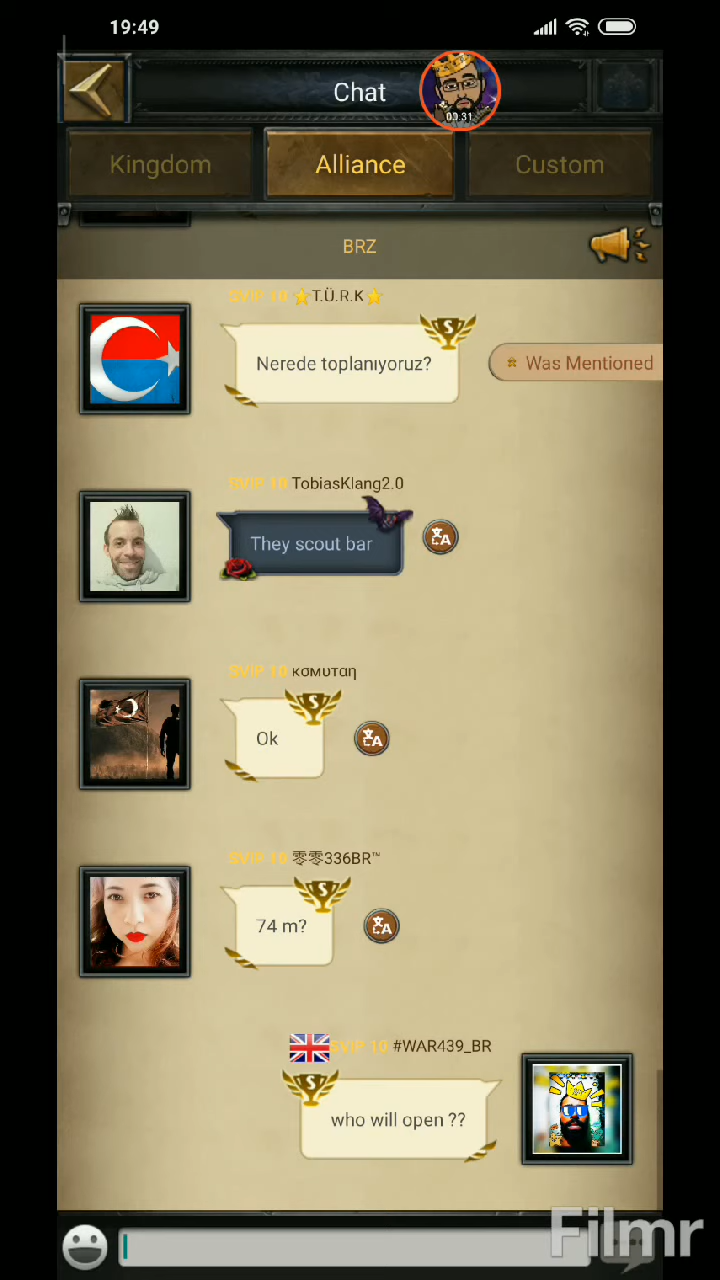 19:49
Chat
00:31
Kingdom
Alliance
Custom
BRZ
SVIP 10 ⭐T.Ü.R.K⭐
Nerede toplanıyoruz?
Was Mentioned
SVIP 10 TobiasKlang2.0
They scout bar
SVIP 10 кσмυтαη
Ok
SVIP 10 零零336BR™
74 m?
SVIP 10 #WAR439_BR
who will open ??
Filmr